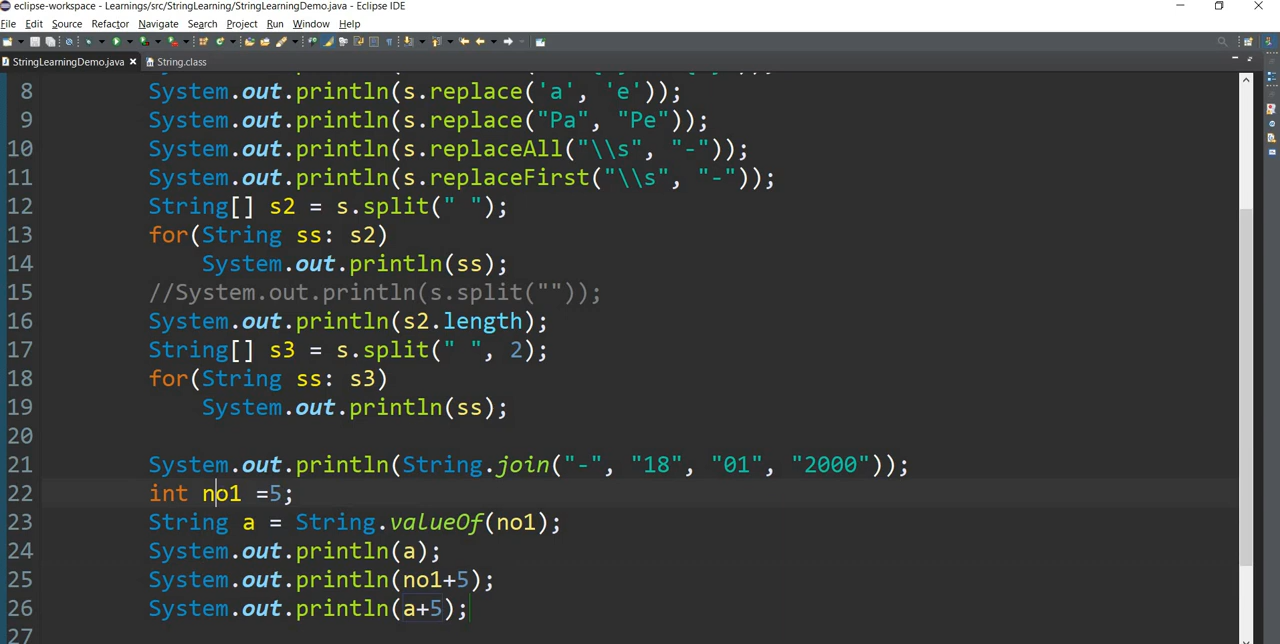 eclipse-workspace - Learnings/src/StringLearning/StringLearningDemo.java - Eclipse IDE
File Edit Source Refactor Navigate Search Project Run Window Help
StringLearningDemo.java String.class
8 System.out.println(s.replace('a', 'e'));
9 System.out.println(s.replace("Pa", "Pe"));
10 System.out.println(s.replaceAll("\\s", "-"));
11 System.out.println(s.replaceFirst("\\s", "-"));
12 String[] s2 = s.split(" ");
13 for(String ss: s2)
14 System.out.println(ss);
15 //System.out.println(s.split(""));
16 System.out.println(s2.length);
17 String[] s3 = s.split(" ", 2);
18 for(String ss: s3)
19 System.out.println(ss);
20
21 System.out.println(String.join("-", "18", "01", "2000"));
22 int no1 =5;
23 String a = String.valueOf(no1);
24 System.out.println(a);
25 System.out.println(no1+5);
26 System.out.println(a+5);
27